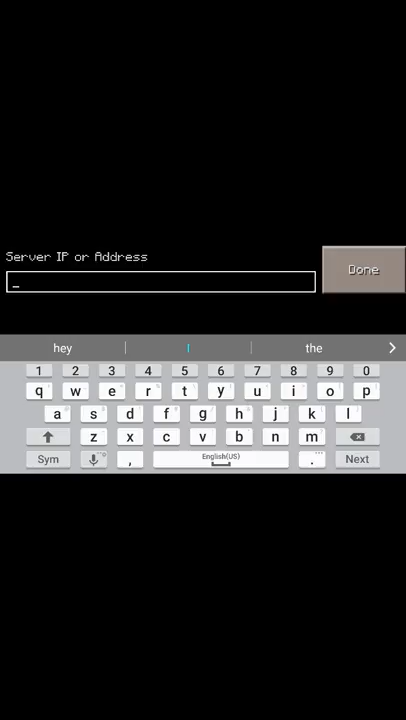 Server IP or Address
Done
_
hey I the
1 2 3 4 5 6 7 8 9 0
q w e r t y u i o p
a s d f g h j k l
z x c v b n m
Sym , English(US) . Next